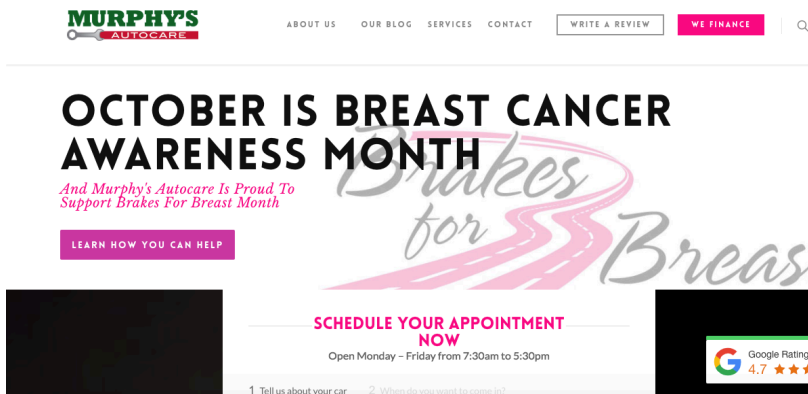 MURPHY'S
AUTOCARE
ABOUT US OUR BLOG SERVICES CONTACT WRITE A REVIEW WE FINANCE
OCTOBER IS BREAST CANCER
AWARENESS MONTH
And Murphy's Autocare Is Proud To
Support Brakes For Breast Month
Brakes
for
Breas
LEARN HOW YOU CAN HELP
SCHEDULE YOUR APPOINTMENT
NOW
Open Monday – Friday from 7:30am to 5:30pm
1 Tell us about your car 2 When do you want to come in?
Google Rating
4.7